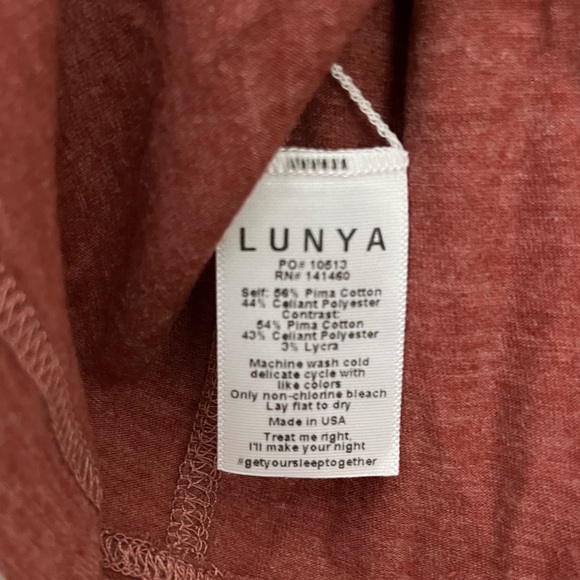 LUNYA
PO# 10513
RN# 141460
Self: 56% Pima Cotton
44% Celiant Polyester
Contrast:
54% Pima Cotton
43% Celiant Polyester
3% Lycra
Machine wash cold
delicate cycle with
like colors
Only non-chlorine bleach
Lay flat to dry
Made in USA
Treat me right,
I'll make your night
#getyoursleeptogether